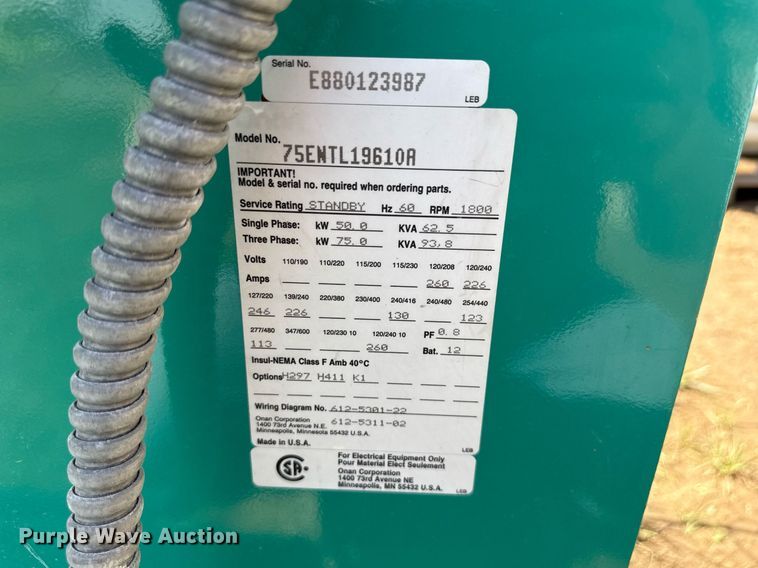 Serial No.
E880123987
LEB
Model No.
75ENTL19610A
IMPORTANT!
Model & serial no. required when ordering parts.
Service Rating STANDBY Hz 60 RPM 1800
Single Phase: kW 50.0 KVA 62.5
Three Phase: kW 75.0 KVA 93,8
Volts 110/190 110/220 115/200 115/230 120/208 120/240
Amps 260 226
127/220 139/240 220/380 230/400 240/416 240/480 254/440
246 226 130 123
277/480 347/600 120/230 10 120/240 10 PF 0.8
113 260 Bat. 12
Insul-NEMA Class F Amb 40°C
Options H297 H411 K1
Wiring Diagram No. 612-5301-22
Onan Corporation 612-5311-02
1400 73rd Avenue N.E.
Minneapolis, Minnesota 55432 U.S.A.
Made in U.S.A. LEB
For Electrical Equipment Only
Pour Material Elect Seulement
Onan Corporation
1400 73rd Avenue NE
Minneapolis, MN 55432 U.S.A. LEB
Purple Wave Auction